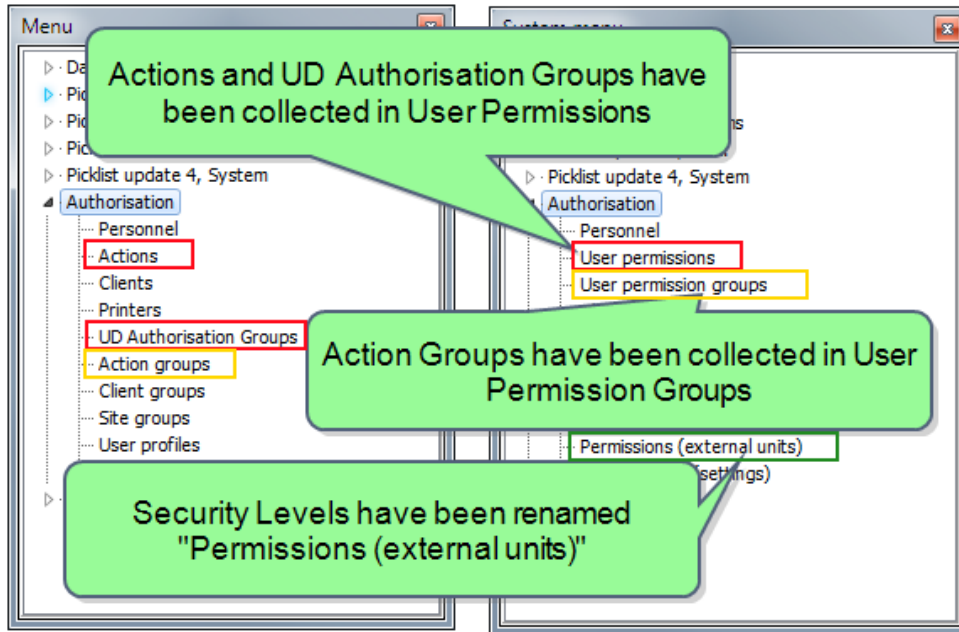 Menu
System menu
Actions and UD Authorisation Groups have
been collected in User Permissions
Picklist update 4, System
Authorisation
Personnel
Actions
Clients
Printers
UD Authorisation Groups
Action groups
Client groups
Site groups
User profiles
Picklist update 4, System
Authorisation
Personnel
User permissions
User permission groups
Action Groups have been collected in User
Permission Groups
Permissions (external units)
(settings)
Security Levels have been renamed
"Permissions (external units)"